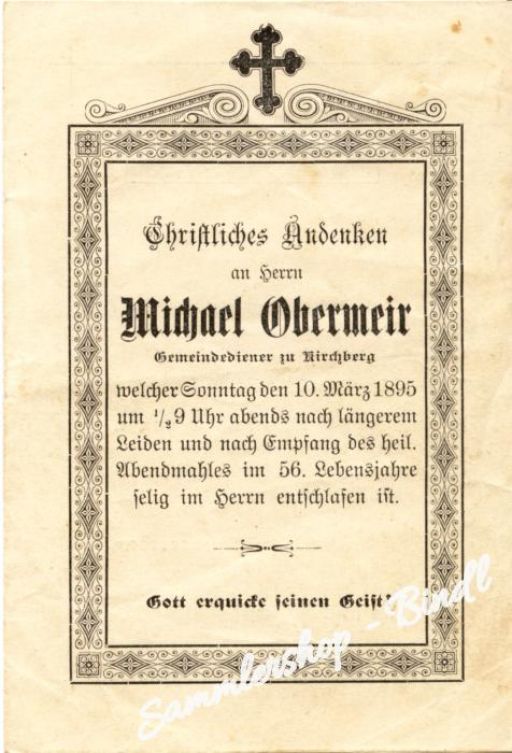 Christliches Andenken
an Herrn
Michael Obermeir
Gemeindediener zu Kirchberg
welcher Sonntag den 10. März 1895
um ½9 Uhr abends nach längerem
Leiden und nach Empfang des heil.
Abendmahles im 56. Lebensjahre
selig im Herrn entschlafen ist.
Gott erquicke seinen Geist!
Sammlershop - Bindl